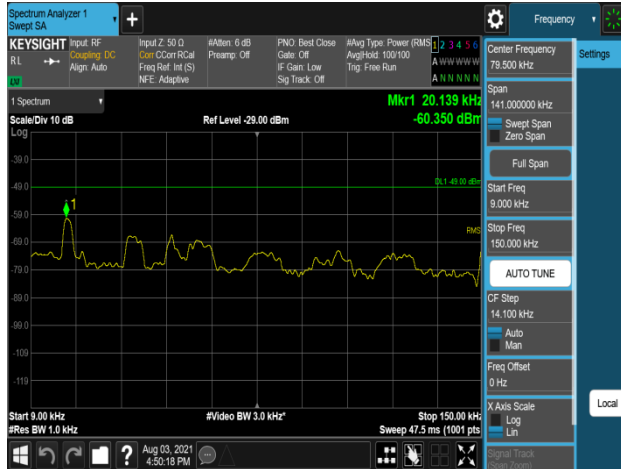 Spectrum Analyzer 1
Swept SA
Frequency
KEYSIGHT
RL
Input: RF
Coupling: DC
Align: Auto
Input Z: 50 Ω
Corr CCorr RCal
Freq Ref: Int (S)
NFE: Adaptive
#Atten: 6 dB
Preamp: Off
PNO: Best Close
Gate: Off
IF Gain: Low
Sig Track: Off
#Avg Type: Power (RMS
Avg|Hold: 100/100
Trig: Free Run
1 2 3 4 5 6
A W W W W W
A N N N N N
1 Spectrum
Scale/Div 10 dB
Log
Ref Level -29.00 dBm
Mkr1 20.139 kHz
-60.350 dBm
-39.0
-49.0
-59.0
-69.0
-79.0
-89.0
-99.0
-109
-119
DL1 -49.00 dBm
1
RMS
Start 9.00 kHz
#Res BW 1.0 kHz
#Video BW 3.0 kHz*
Stop 150.00 kHz
Sweep 47.5 ms (1001 pts
Aug 03, 2021
4:50:18 PM
?
Center Frequency
79.500 kHz
Span
141.000000 kHz
Swept Span
Zero Span
Full Span
Start Freq
9.000 kHz
Stop Freq
150.000 kHz
AUTO TUNE
CF Step
14.100 kHz
Auto
Man
Freq Offset
0 Hz
X Axis Scale
Log
Lin
Signal Track
(Span Zoom)
Settings
Local